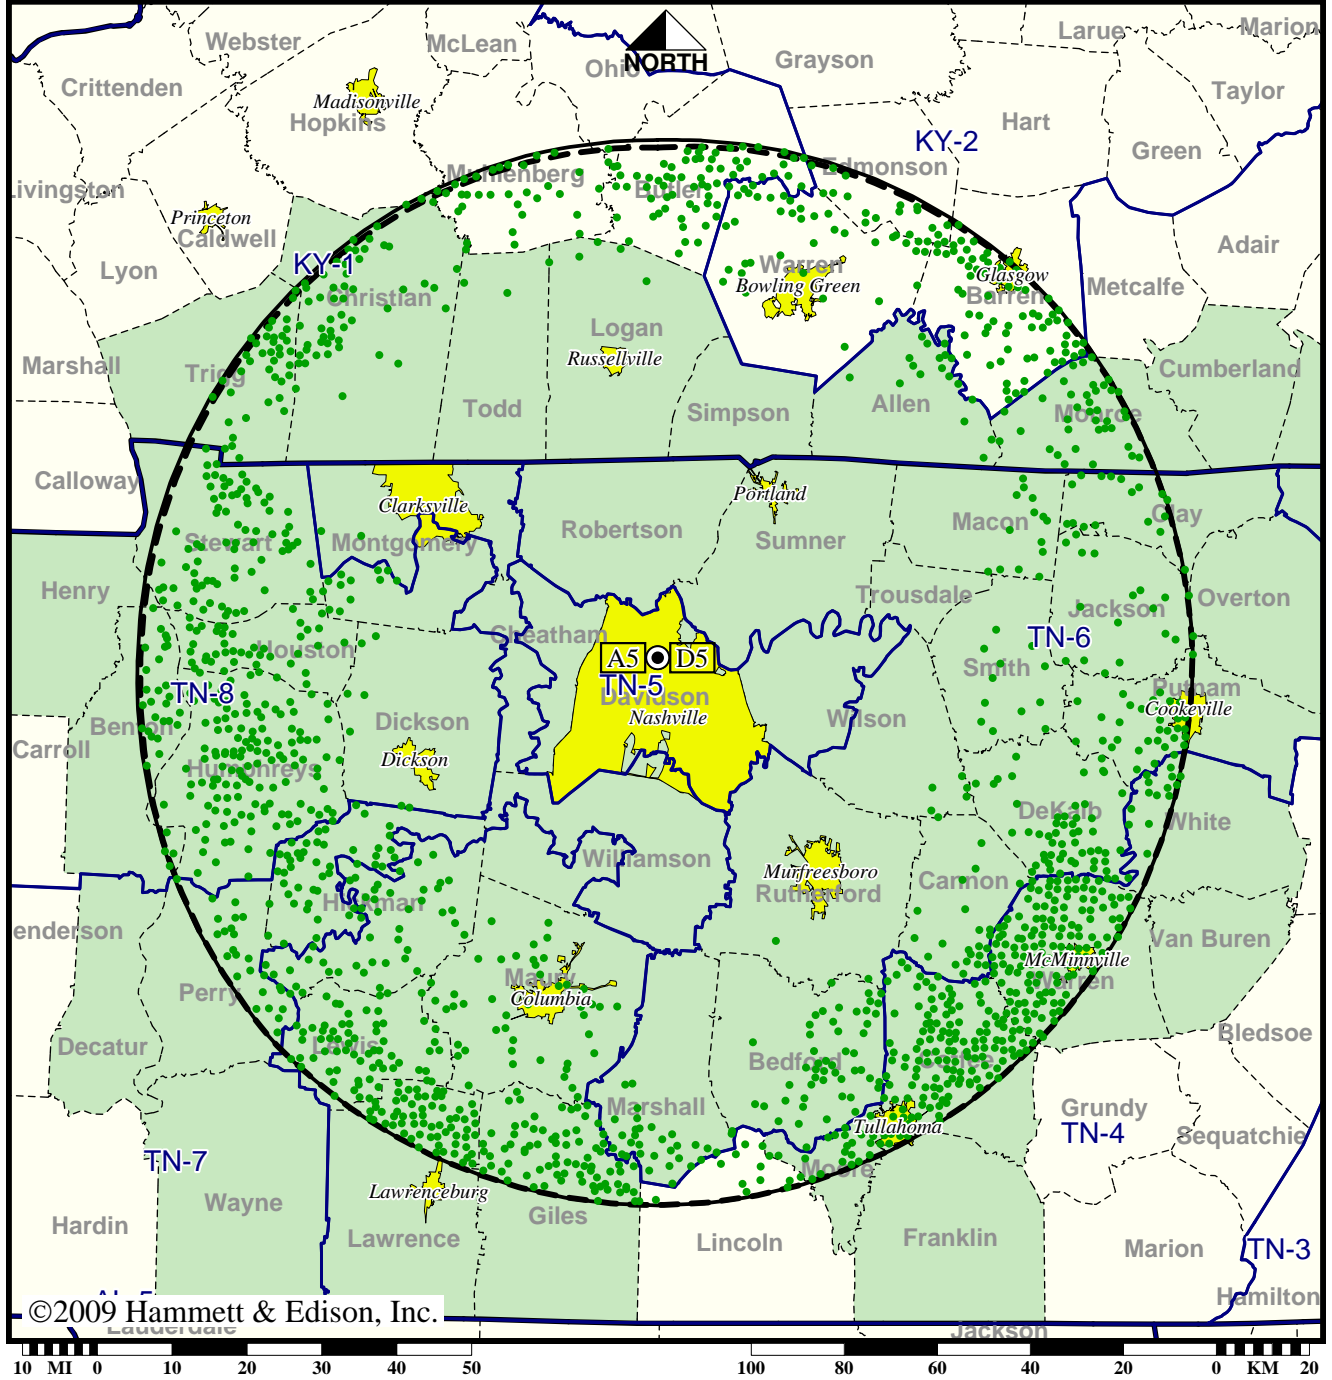 Webster
McLean
Larue
Marion
Ohio
NORTH
Grayson
Crittenden
Madisonville
Hopkins
Taylor
Hart
KY-2
Green
Muhlenberg
Edmonson
Livingston
Butler
Princeton
Caldwell
Lyon
KY-1
Adair
Warren
Bowling Green
Glasgow
Barren
Metcalfe
Christian
Logan
Russellville
Marshall
Trigg
Cumberland
Todd
Simpson
Allen
Monroe
Calloway
Clarksville
Portland
Robertson
Macon
Clay
Stewart
Montgomery
Sumner
Henry
Trousdale
Jackson
Overton
Cheatham
Houston
TN-6
A5
D5
Smith
TN-8
TN-5
Davidson
Putnam
Nashville
Cookeville
Benton
Dickson
Wilson
Carroll
Dickson
Humphreys
DeKalb
White
Williamson
Murfreesboro
Rutherford
Cannon
Hickman
enderson
Van Buren
McMinnville
Warren
Maury
Columbia
Perry
Decatur
Lewis
Bedford
Coffee
Bledsoe
Marshall
Grundy
Tullahoma
TN-4
Sequatchie
TN-7
Moore
Lawrenceburg
Wayne
Giles
Hardin
Lawrence
Lincoln
Franklin
Marion
TN-3
Hamilton
©2009 Hammett & Edison, Inc.
Lauderdale
Jackson
10 MI 0 10 20 30 40 50 100 80 60 40 20 0 KM 20